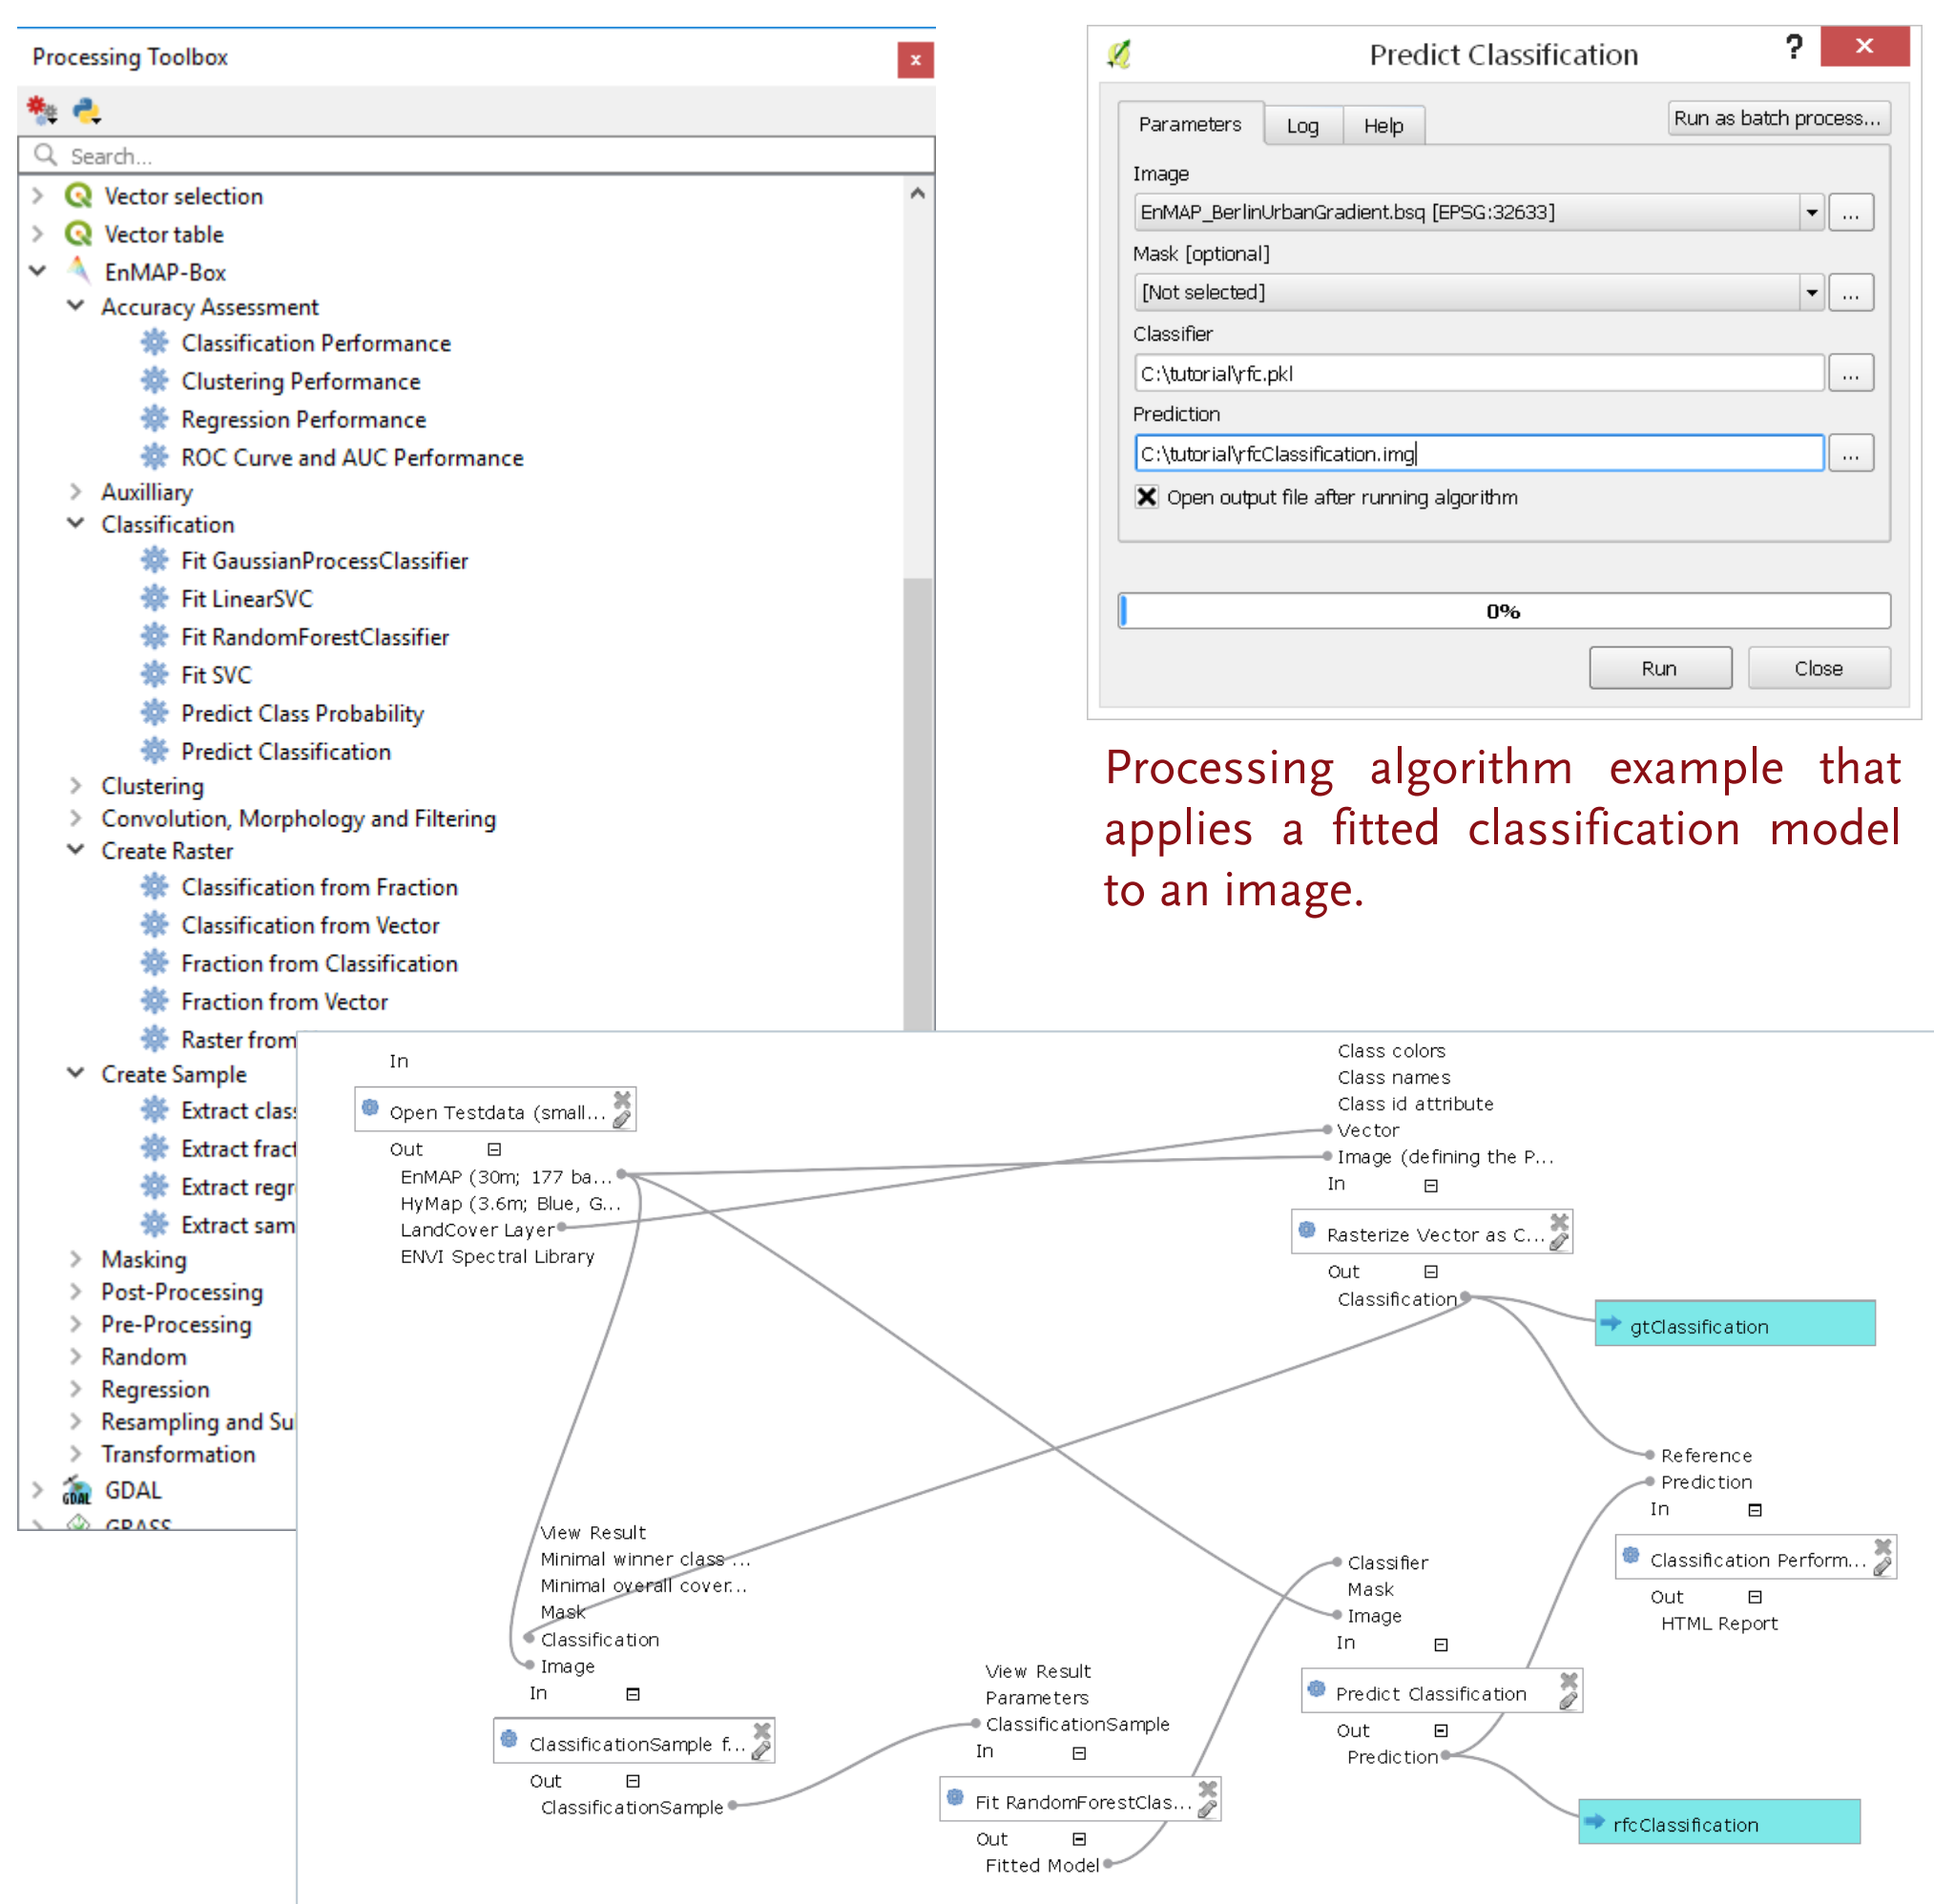 Processing Toolbox
Search...
Vector selection
Vector table
EnMAP-Box
Accuracy Assessment
Classification Performance
Clustering Performance
Regression Performance
ROC Curve and AUC Performance
Auxilliary
Classification
Fit GaussianProcessClassifier
Fit LinearSVC
Fit RandomForestClassifier
Fit SVC
Predict Class Probability
Predict Classification
Clustering
Convolution, Morphology and Filtering
Create Raster
Classification from Fraction
Classification from Vector
Fraction from Classification
Fraction from Vector
Raster from
Create Sample
Extract clas
Extract fract
Extract regr
Extract sam
Masking
Post-Processing
Pre-Processing
Random
Regression
Resampling and Su
Transformation
GDAL
GDAL
GRASS
Predict Classification
?
Parameters
Log
Help
Run as batch process...
Image
EnMAP_BerlinUrbanGradient.bsq [EPSG:32633]
...
Mask [optional]
[Not selected]
...
Classifier
C:\tutorial\rfc.pkl
...
Prediction
C:\tutorial\rfcClassification.img
...
Open output file after running algorithm
0%
Run
Close
Processing algorithm example that
applies a fitted classification model
to an image.
In
Open Testdata (small...
Out
EnMAP (30m; 177 ba...
HyMap (3.6m; Blue, G...
LandCover Layer
ENVI Spectral Library
Class colors
Class names
Class id attribute
Vector
Image (defining the P...
In
Rasterize Vector as C...
Out
Classification
gtClassification
Reference
Prediction
In
Classification Perform...
Out
HTML Report
View Result
Minimal winner class ...
Minimal overall cover...
Mask
Classification
Image
In
ClassificationSample f...
Out
ClassificationSample
View Result
Parameters
ClassificationSample
In
Fit RandomForestClas...
Out
Fitted Model
Classifier
Mask
Image
In
Predict Classification
Out
Prediction
rfcClassification